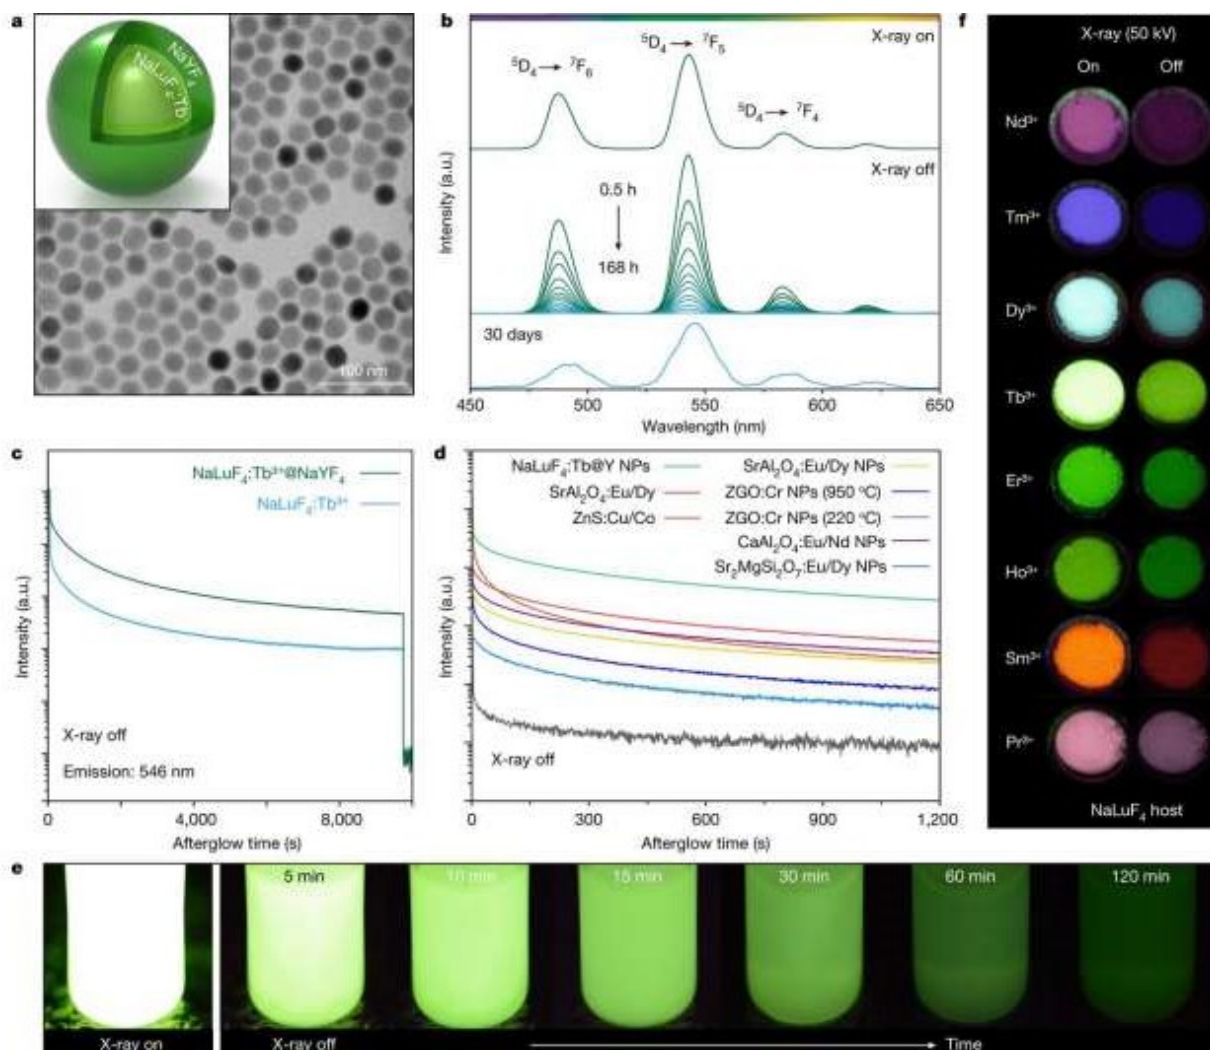 a
NaYF₄
NaLuF₄:Tb
100 nm
b
X-ray on
⁵D₄ → ⁷F₆
⁵D₄ → ⁷F₅
⁵D₄ → ⁷F₄
X-ray off
0.5 h
168 h
30 days
Intensity (a.u.)
450 500 550 600 650
Wavelength (nm)
c
NaLuF₄:Tb³⁺@NaYF₄
NaLuF₄:Tb³⁺
Intensity (a.u.)
X-ray off
Emission: 546 nm
0 4,000 8,000
Afterglow time (s)
d
NaLuF₄:Tb@Y NPs
SrAl₂O₄:Eu/Dy
ZnS:Cu/Co
SrAl₂O₄:Eu/Dy NPs
ZGO:Cr NPs (950 °C)
ZGO:Cr NPs (220 °C)
CaAl₂O₄:Eu/Nd NPs
Sr₂MgSi₂O₇:Eu/Dy NPs
Intensity (a.u.)
X-ray off
0 300 600 900 1,200
Afterglow time (s)
e
5 min 10 min 15 min 30 min 60 min 120 min
X-ray on X-ray off Time
f
X-ray (50 kV)
On Off
Nd³⁺
Tm³⁺
Dy³⁺
Tb³⁺
Er³⁺
Ho³⁺
Sm³⁺
Pr³⁺
NaLuF₄ host